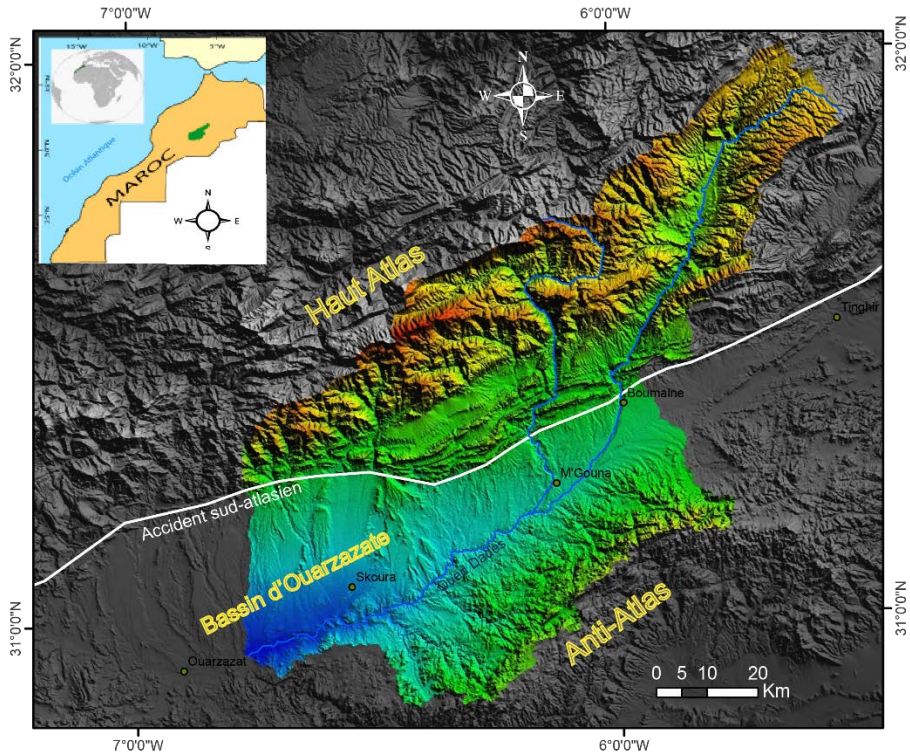 7°0'0"W
6°0'0"W
32°0'0"N
32°0'0"N
15°W
10°W
5°W
Océan Atlantique
MAROC
N
W
E
S
N
W
E
S
Haut Atlas
Tinghir
Boumalne
M'Gouna
Accident sud-atlasien
Bassin d'Ouarzazate
Skoura
Oued Dadès
Anti-Atlas
Ouarzazat
31°0'0"N
31°0'0"N
0 5 10 20
Km
7°0'0"W
6°0'0"W